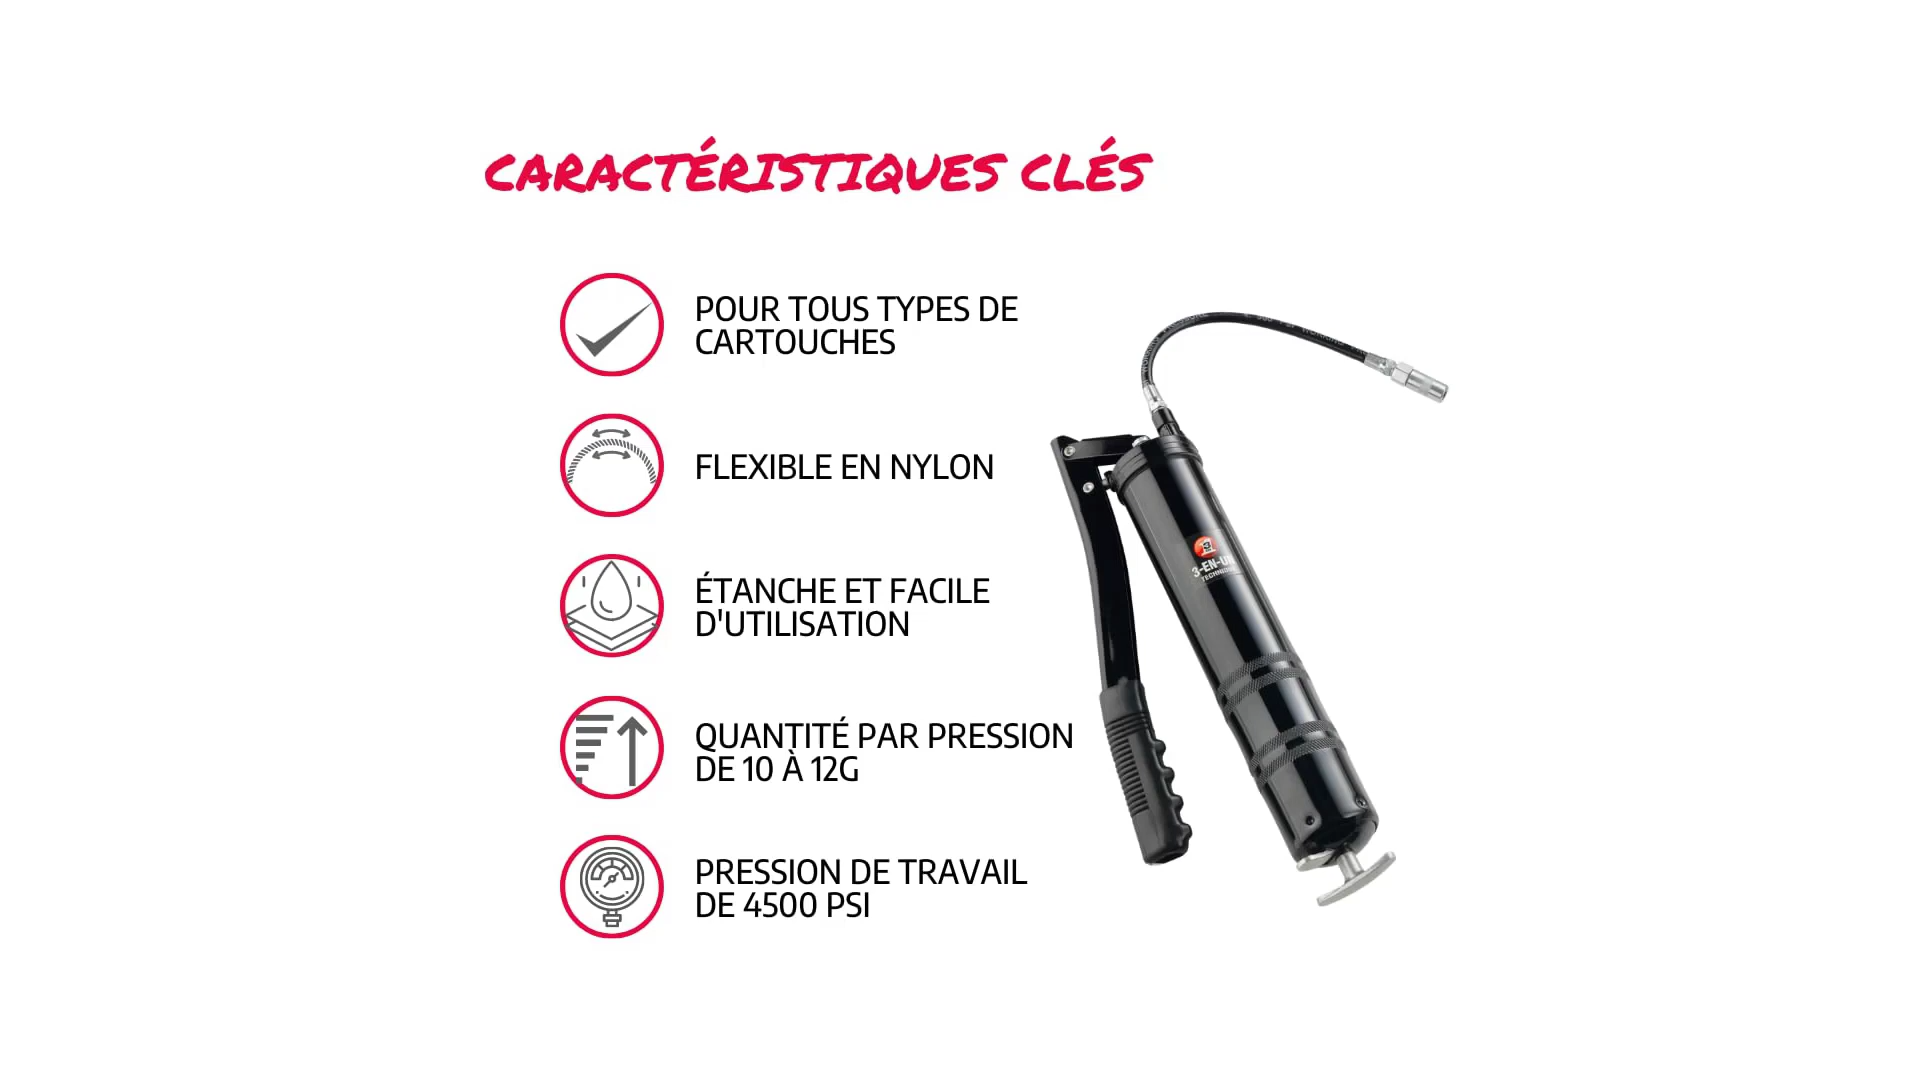 CARACTÉRISTIQUES CLÉS
POUR TOUS TYPES DE
CARTOUCHES
FLEXIBLE EN NYLON
ÉTANCHE ET FACILE
D'UTILISATION
QUANTITÉ PAR PRESSION
DE 10 À 12G
PRESSION DE TRAVAIL
DE 4500 PSI
3-EN-UN